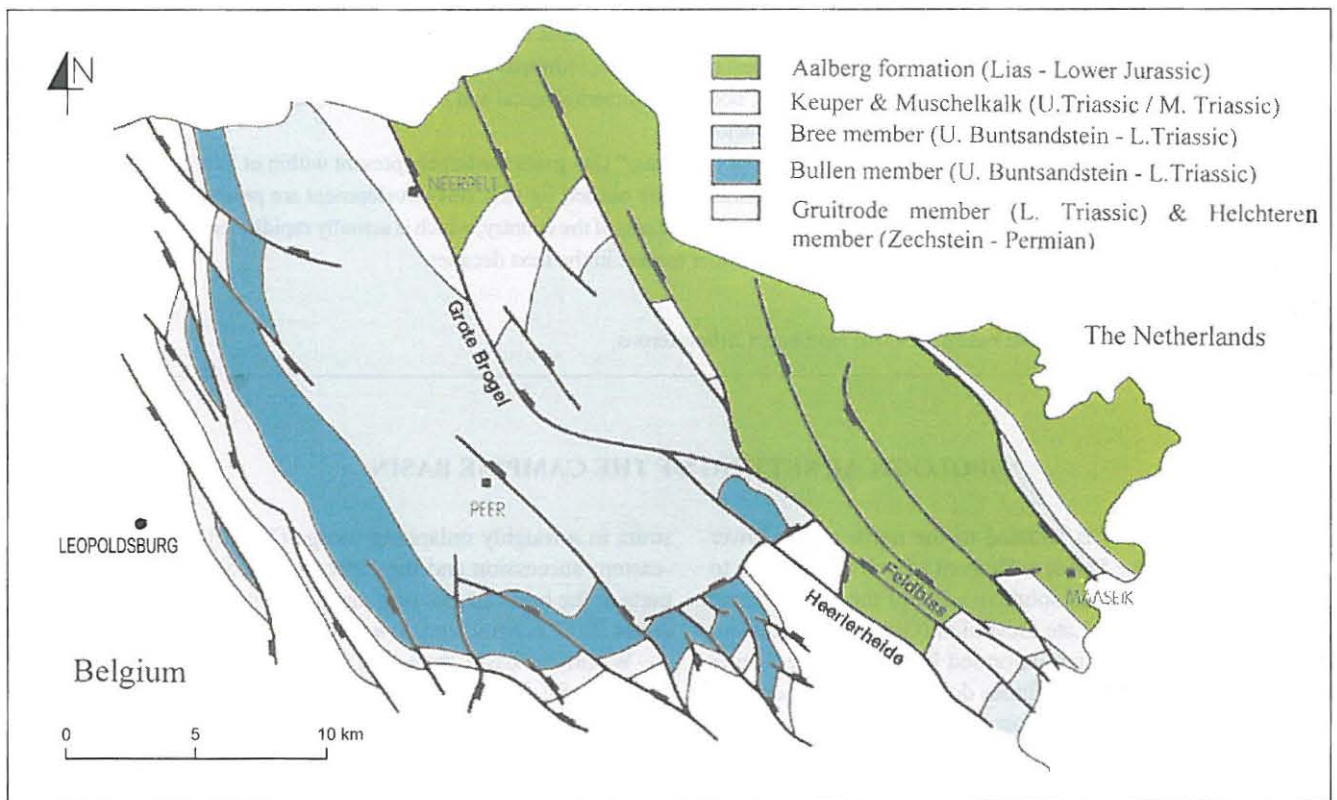 N
Aalberg formation (Lias - Lower Jurassic)
Keuper & Muschelkalk (U.Triassic / M. Triassic)
Bree member (U. Buntsandstein - L.Triassic)
Bullen member (U. Buntsandstein - L.Triassic)
Gruitrode member (L. Triassic) & Helchteren
member (Zechstein - Permian)
NEERPELT
The Netherlands
Grote Brogel
PEER
LEOPOLDSBURG
Feldbiss
MAASEIK
Heerlerheide
Belgium
0 5 10 km